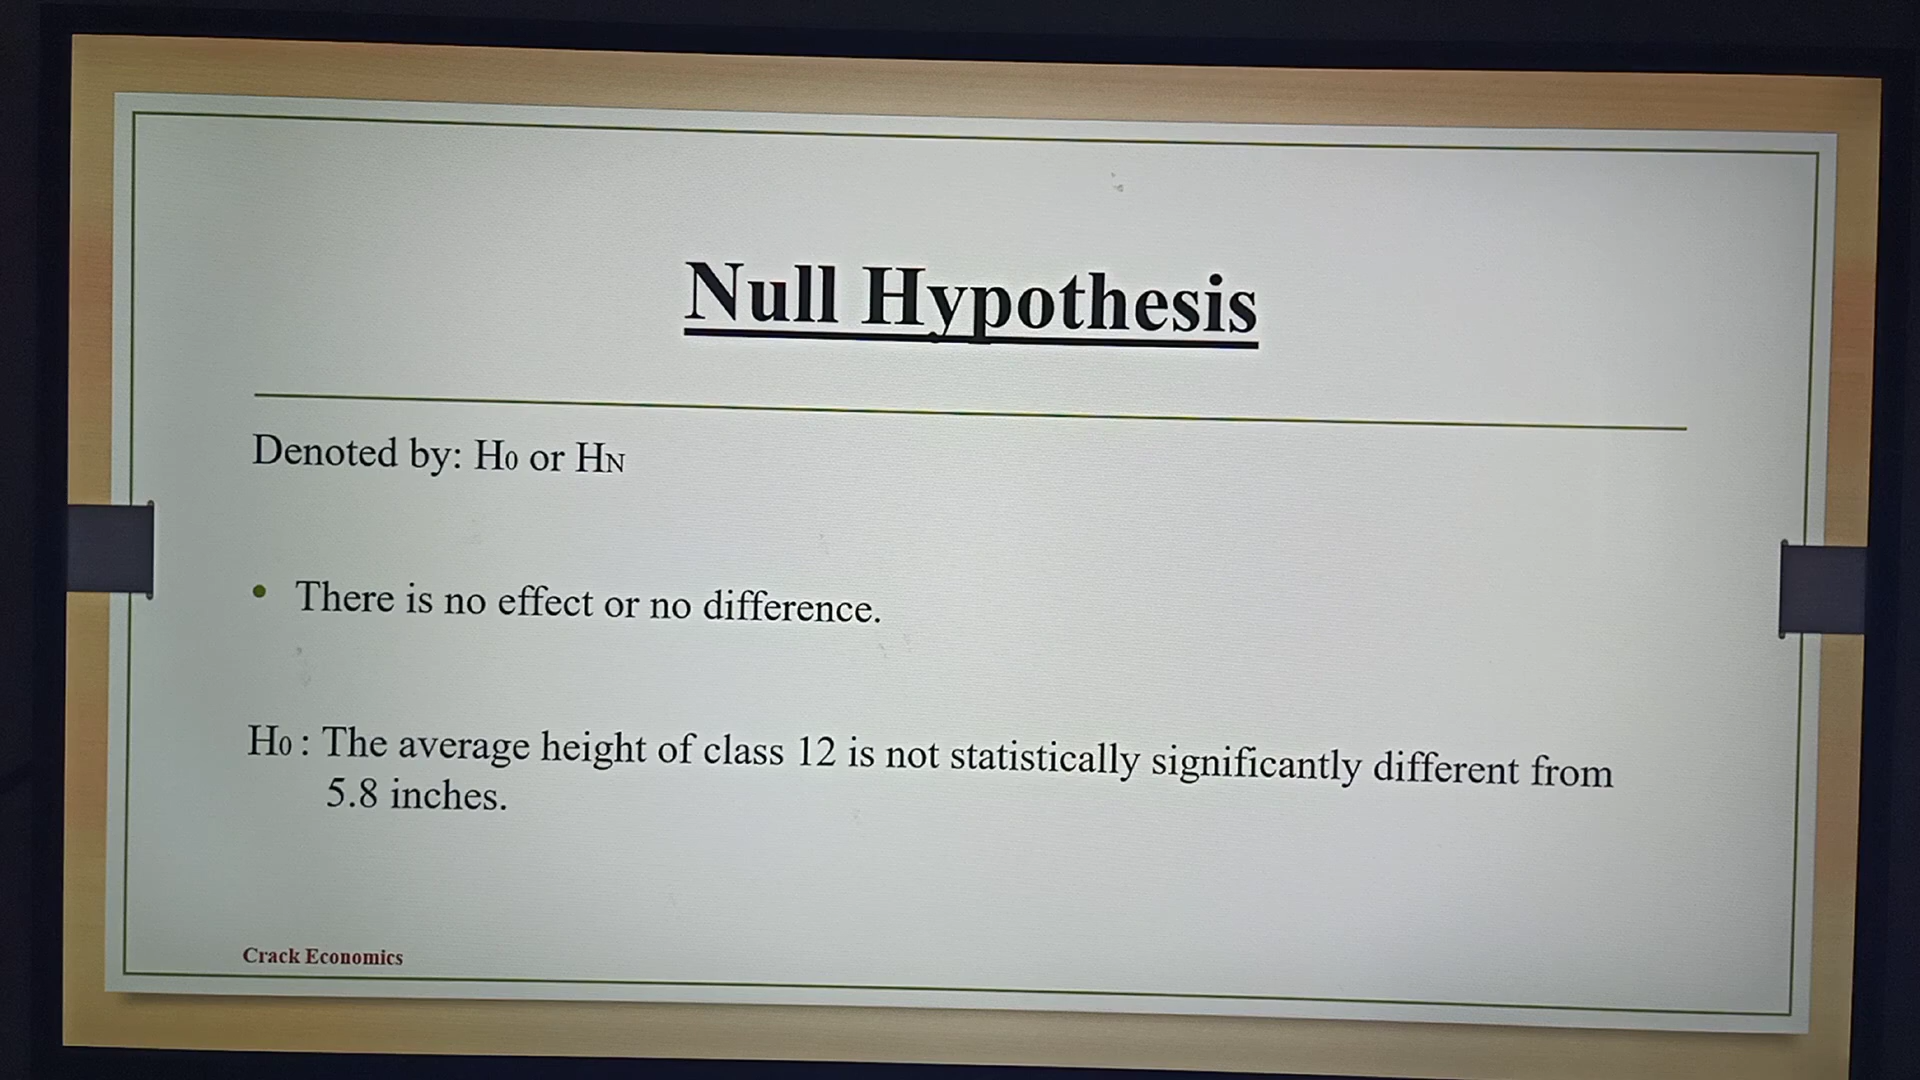 Null Hypothesis
Denoted by: H0 or HN
• There is no effect or no difference.
H0 : The average height of class 12 is not statistically significantly different from
5.8 inches.
Crack Economics